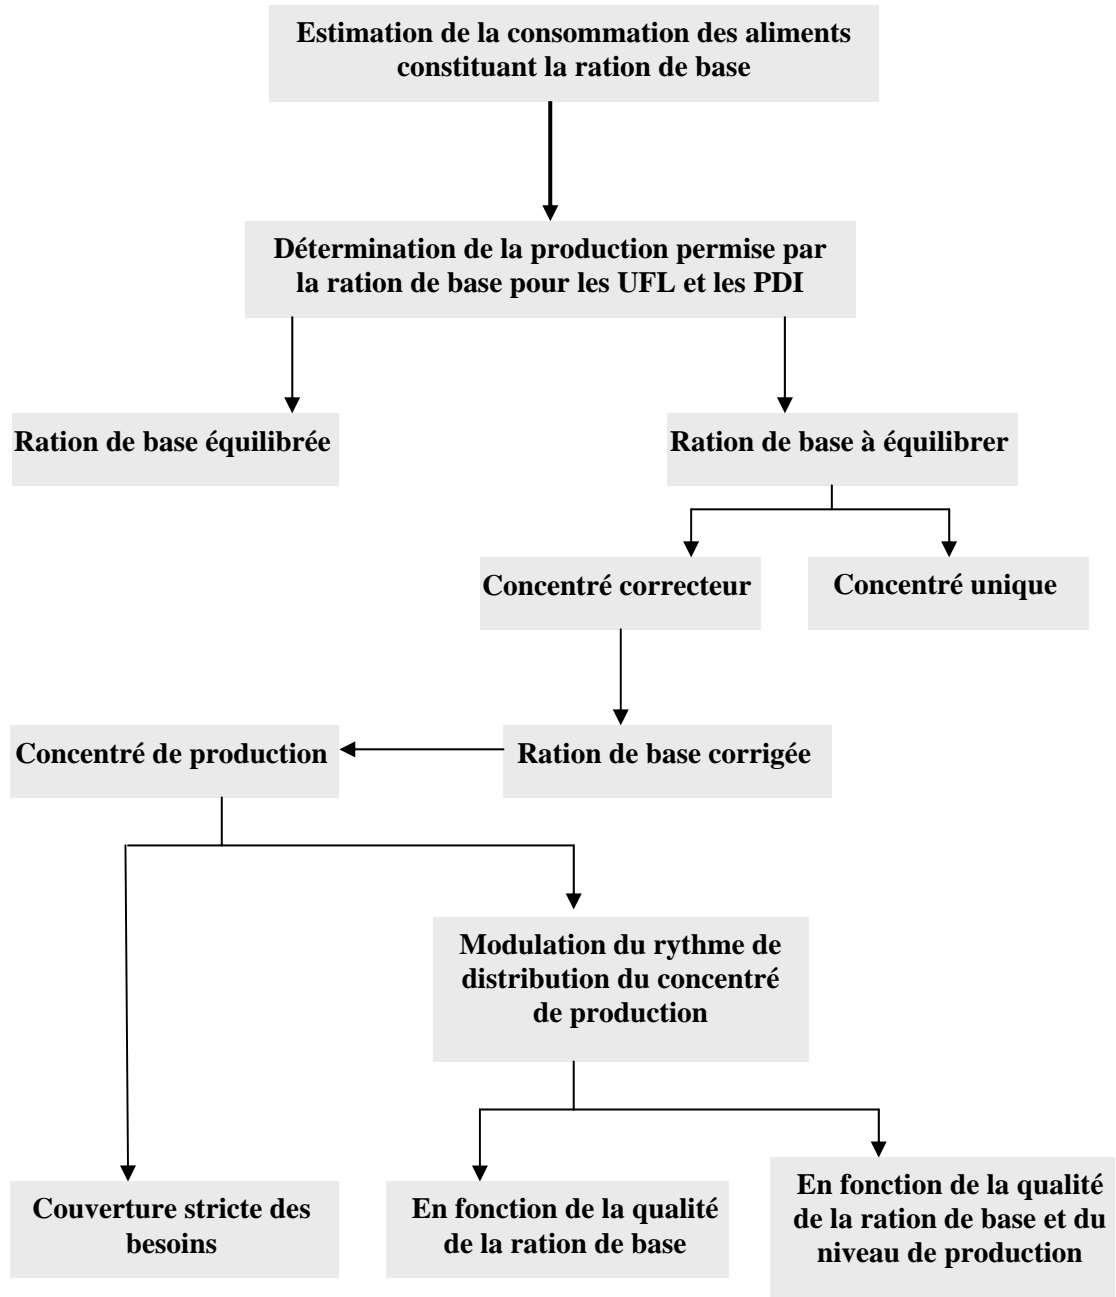 Estimation de la consommation des aliments
constituant la ration de base
Détermination de la production permise par
la ration de base pour les UFL et les PDI
Ration de base équilibrée
Ration de base à équilibrer
Concentré correcteur
Concentré unique
Concentré de production
Ration de base corrigée
Modulation du rythme de
distribution du concentré
de production
Couverture stricte des
besoins
En fonction de la qualité
de la ration de base
En fonction de la qualité
de la ration de base et du
niveau de production